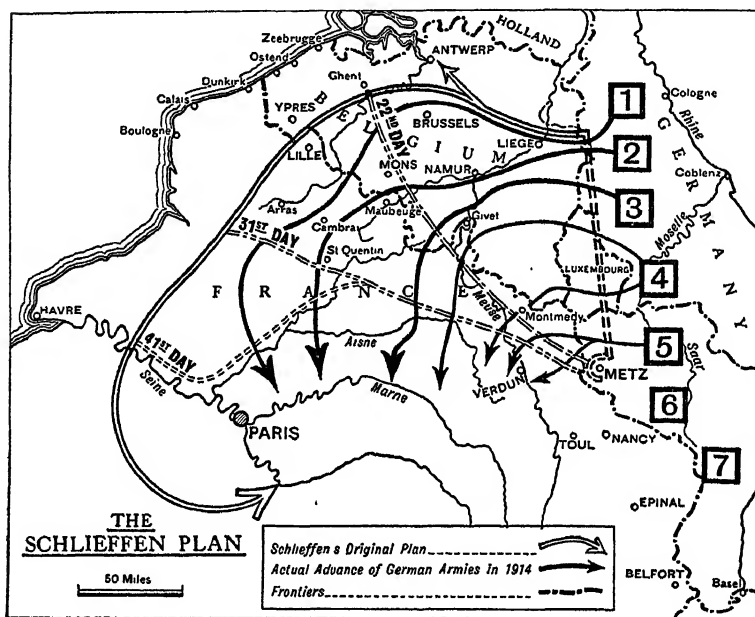 HOLLAND
Zeebrugge
Ostend
ANTWERP
Dunkirk
Ghent
Calais
YPRES
BELGIUM
BRUSSELS
1
Cologne
Boulogne
22ND DAY
LILLE
LIEGE
2
Rhine
MONS
NAMUR
Coblenz
GERMANY
Arras
Maubeuge
Givet
3
Cambrai
Moselle
31ST DAY
St Quentin
LUXEMBOURG
4
FRANCE
HAVRE
Meuse
Montmedy
41ST DAY
Aisne
5
Saar
Seine
VERDUN
METZ
Marne
6
PARIS
TOUL
NANCY
7
THE
SCHLIEFFEN PLAN
EPINAL
Schlieffen s Original Plan
Actual Advance of German Armies In 1914
Frontiers
50 Miles
BELFORT
Basel